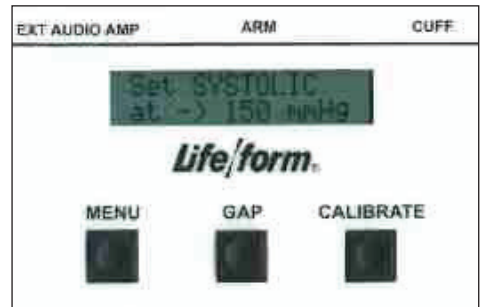 EXT AUDIO AMP ARM CUFF
Set SYSTOLIC
at -> 150 mmHg
Life/form®
MENU GAP CALIBRATE